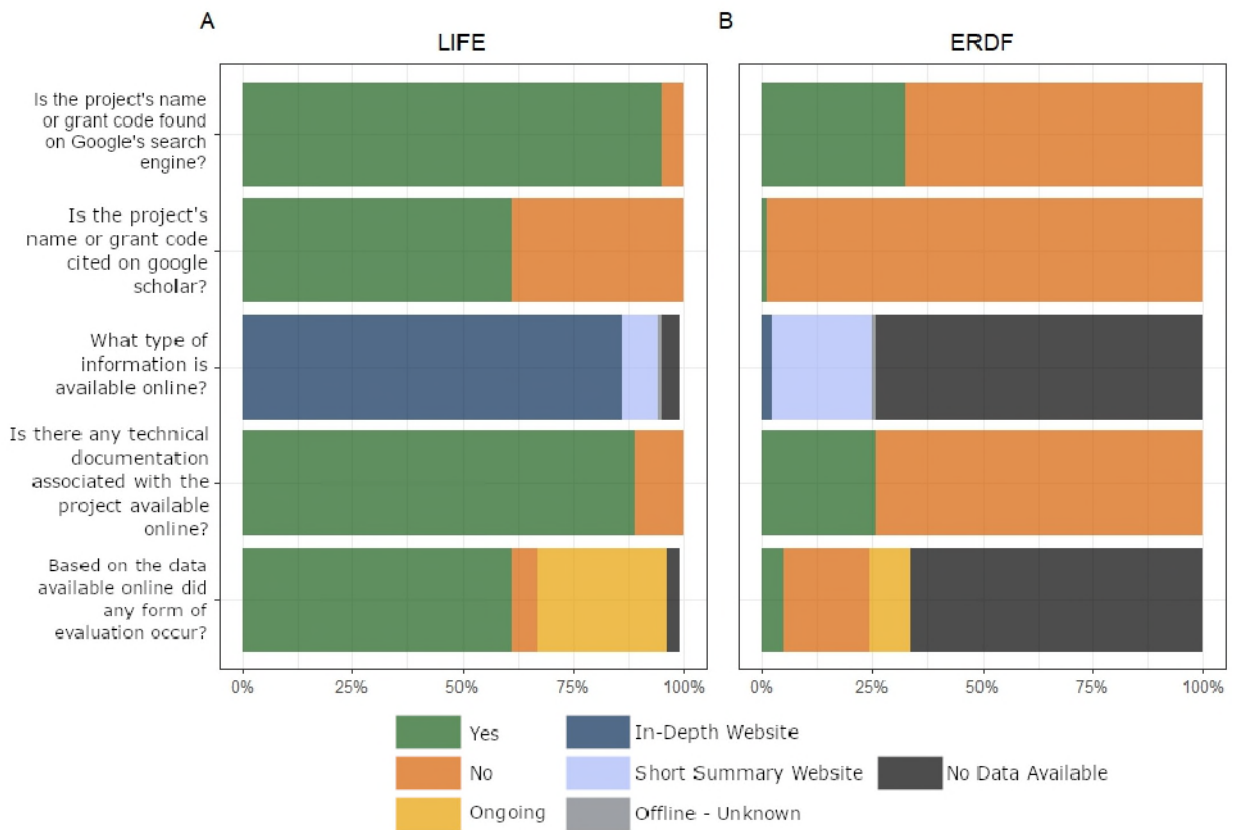 A
B
LIFE
ERDF
Is the project's name
or grant code found
on Google's search
engine?
Is the project's
name or grant code
cited on google
scholar?
What type of
information is
available online?
Is there any technical
documentation
associated with the
project available
online?
Based on the data
available online did
any form of
evaluation occur?
0% 25% 50% 75% 100%
0% 25% 50% 75% 100%
Yes
In-Depth Website
No
Short Summary Website
No Data Available
Ongoing
Offline - Unknown